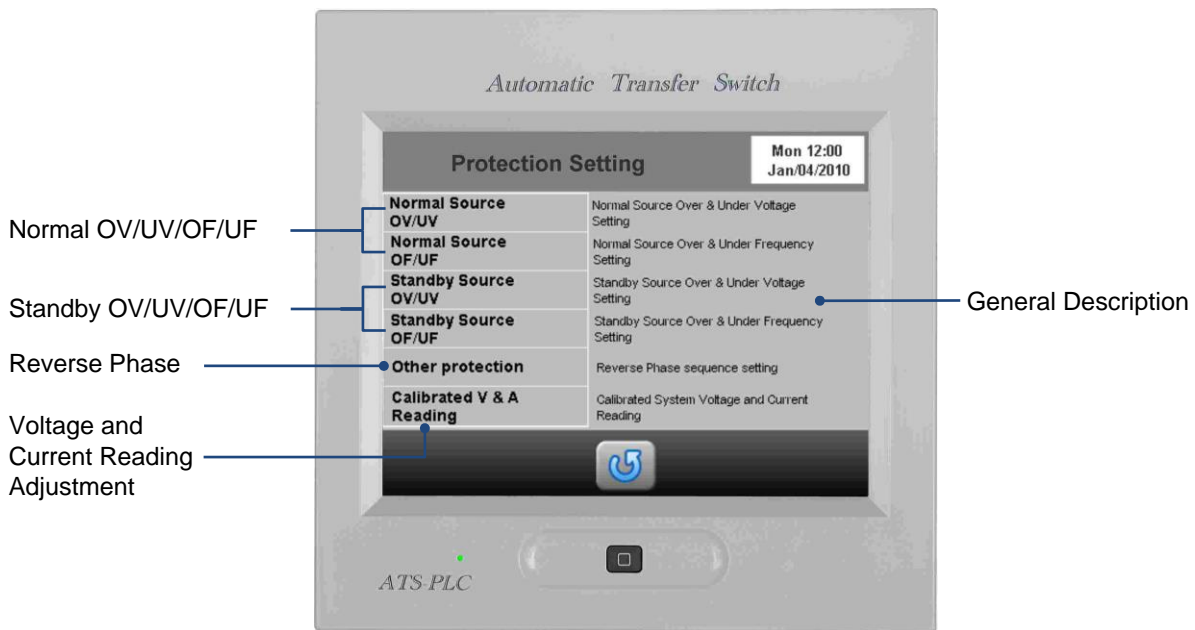 Automatic Transfer Switch
Protection Setting
Mon 12:00
Jan/04/2010
Normal Source
OV/UV
Normal Source Over & Under Voltage
Setting
Normal Source
OF/UF
Normal Source Over & Under Frequency
Setting
Standby Source
OV/UV
Standby Source Over & Under Voltage
Setting
Standby Source
OF/UF
Standby Source Over & Under Frequency
Setting
Other protection
Reverse Phase sequence setting
Calibrated V & A
Reading
Calibrated System Voltage and Current
Reading
ATS-PLC
Normal OV/UV/OF/UF
Standby OV/UV/OF/UF
Reverse Phase
Voltage and
Current Reading
Adjustment
General Description